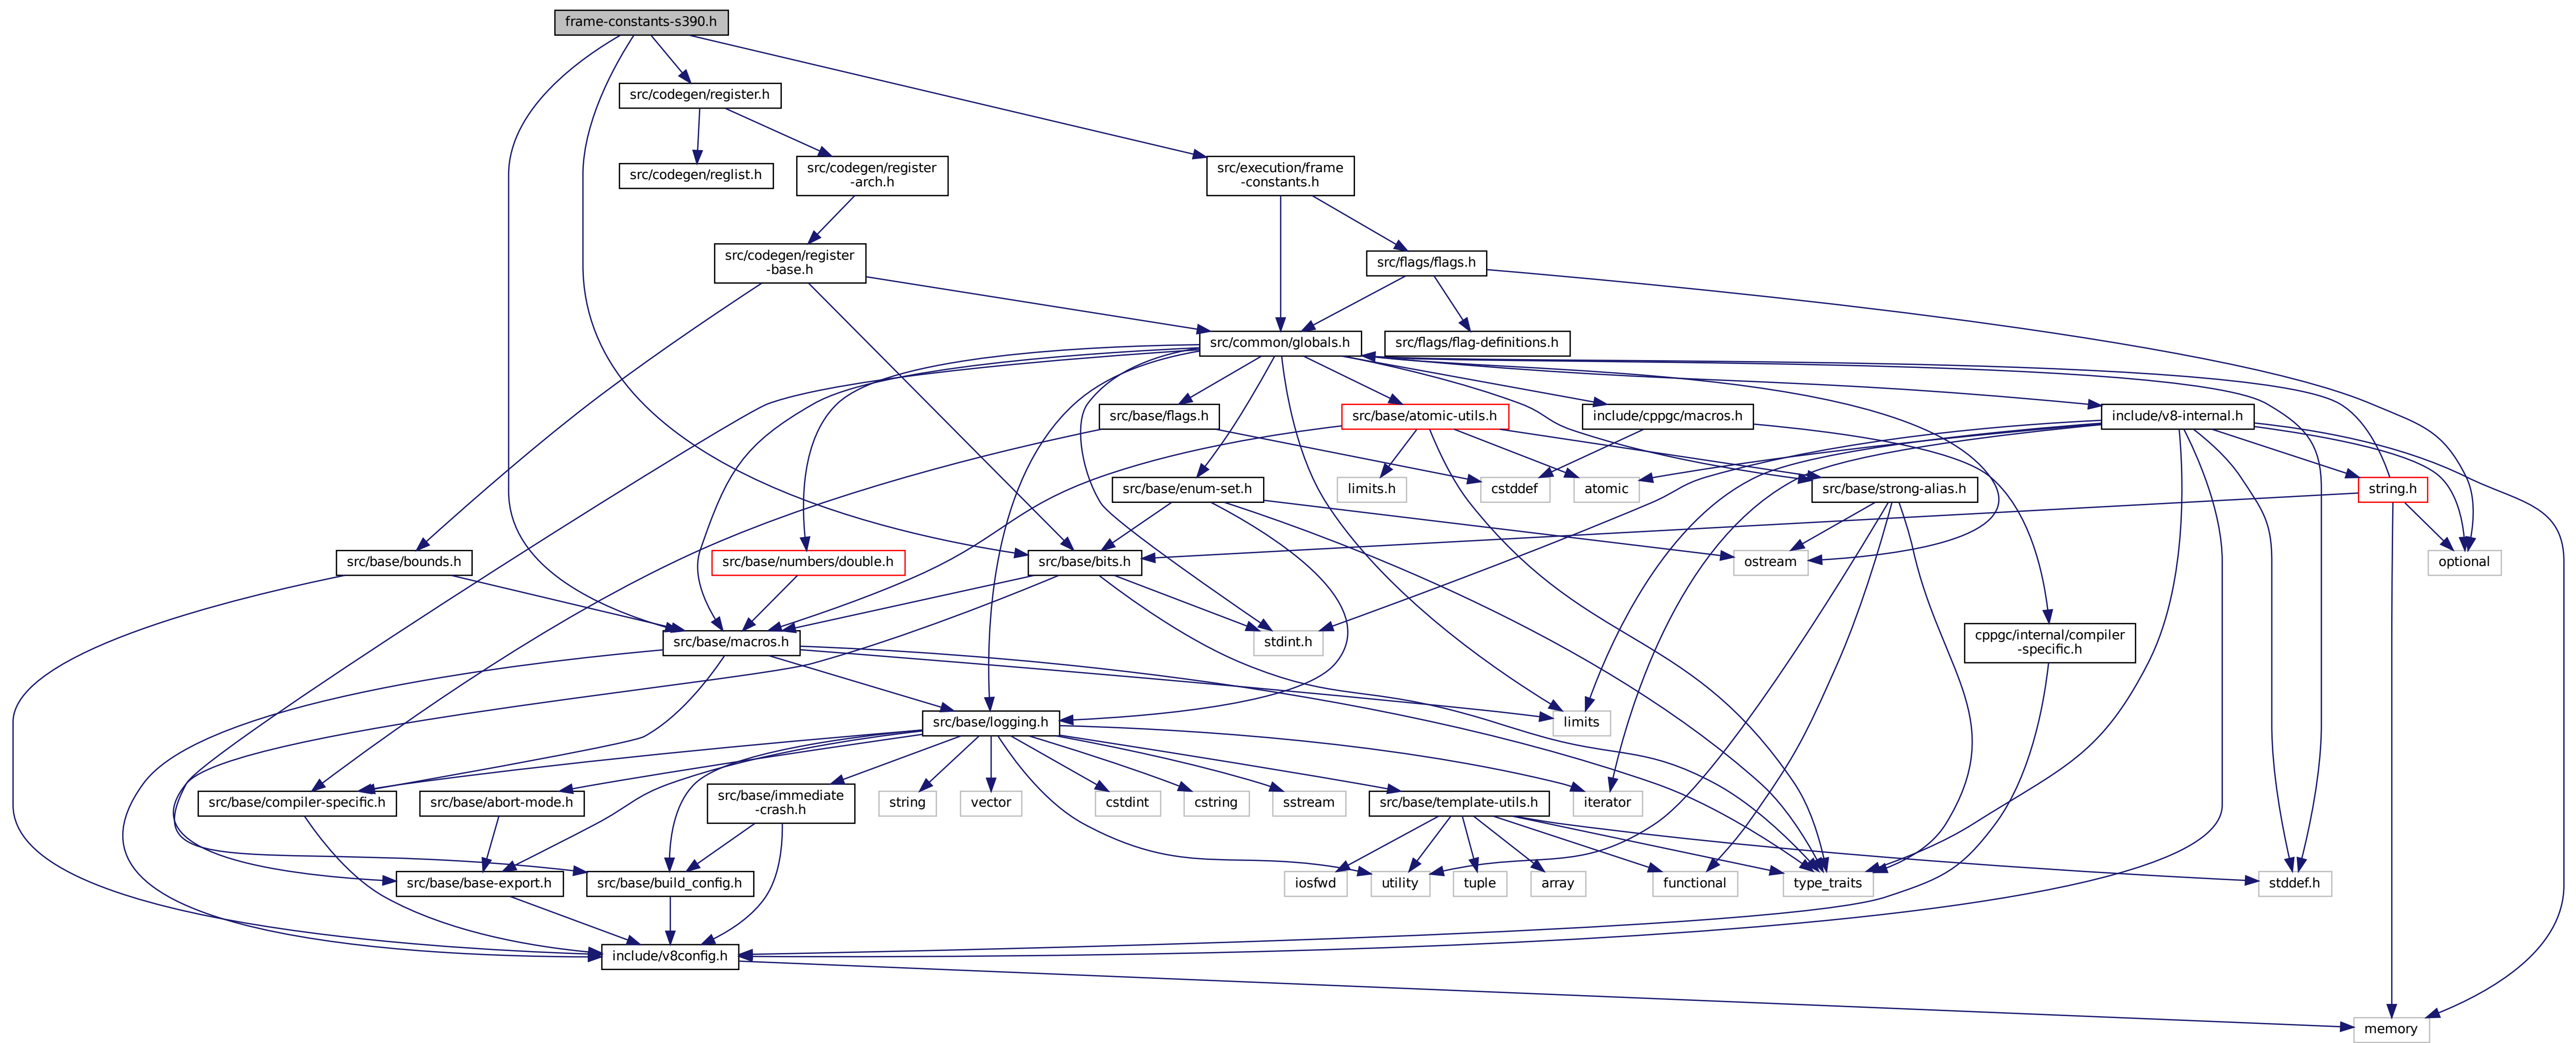 frame-constants-s390.h
src/codegen/register.h
src/codegen/reglist.h
src/codegen/register
-arch.h
src/execution/frame
-constants.h
src/codegen/register
-base.h
src/flags/flags.h
src/common/globals.h
src/flags/flag-definitions.h
src/base/flags.h
src/base/atomic-utils.h
include/cppgc/macros.h
include/v8-internal.h
src/base/enum-set.h
limits.h
cstddef
atomic
src/base/strong-alias.h
string.h
src/base/bounds.h
src/base/numbers/double.h
src/base/bits.h
ostream
optional
src/base/macros.h
stdint.h
cppgc/internal/compiler
-specific.h
src/base/logging.h
limits
src/base/compiler-specific.h
src/base/abort-mode.h
src/base/immediate
-crash.h
string
vector
cstdint
cstring
sstream
src/base/template-utils.h
iterator
src/base/base-export.h
src/base/build_config.h
iosfwd
utility
tuple
array
functional
type_traits
stddef.h
include/v8config.h
memory